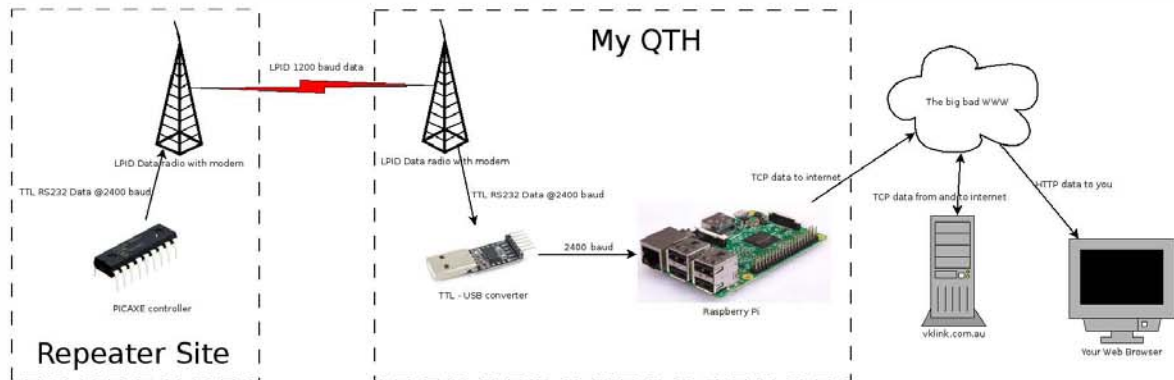 My QTH
LPID 1200 baud data
The big bad WWW
LPID Data radio with modem
LPID Data radio with modem
TTL RS232 Data @2400 baud
TTL RS232 Data @2400 baud
TCP data to internet
HTTP data to you
TCP data from and to internet
2400 baud
PICAXE controller
TTL - USB converter
Raspberry Pi
vklink.com.au
Your Web Browser
Repeater Site